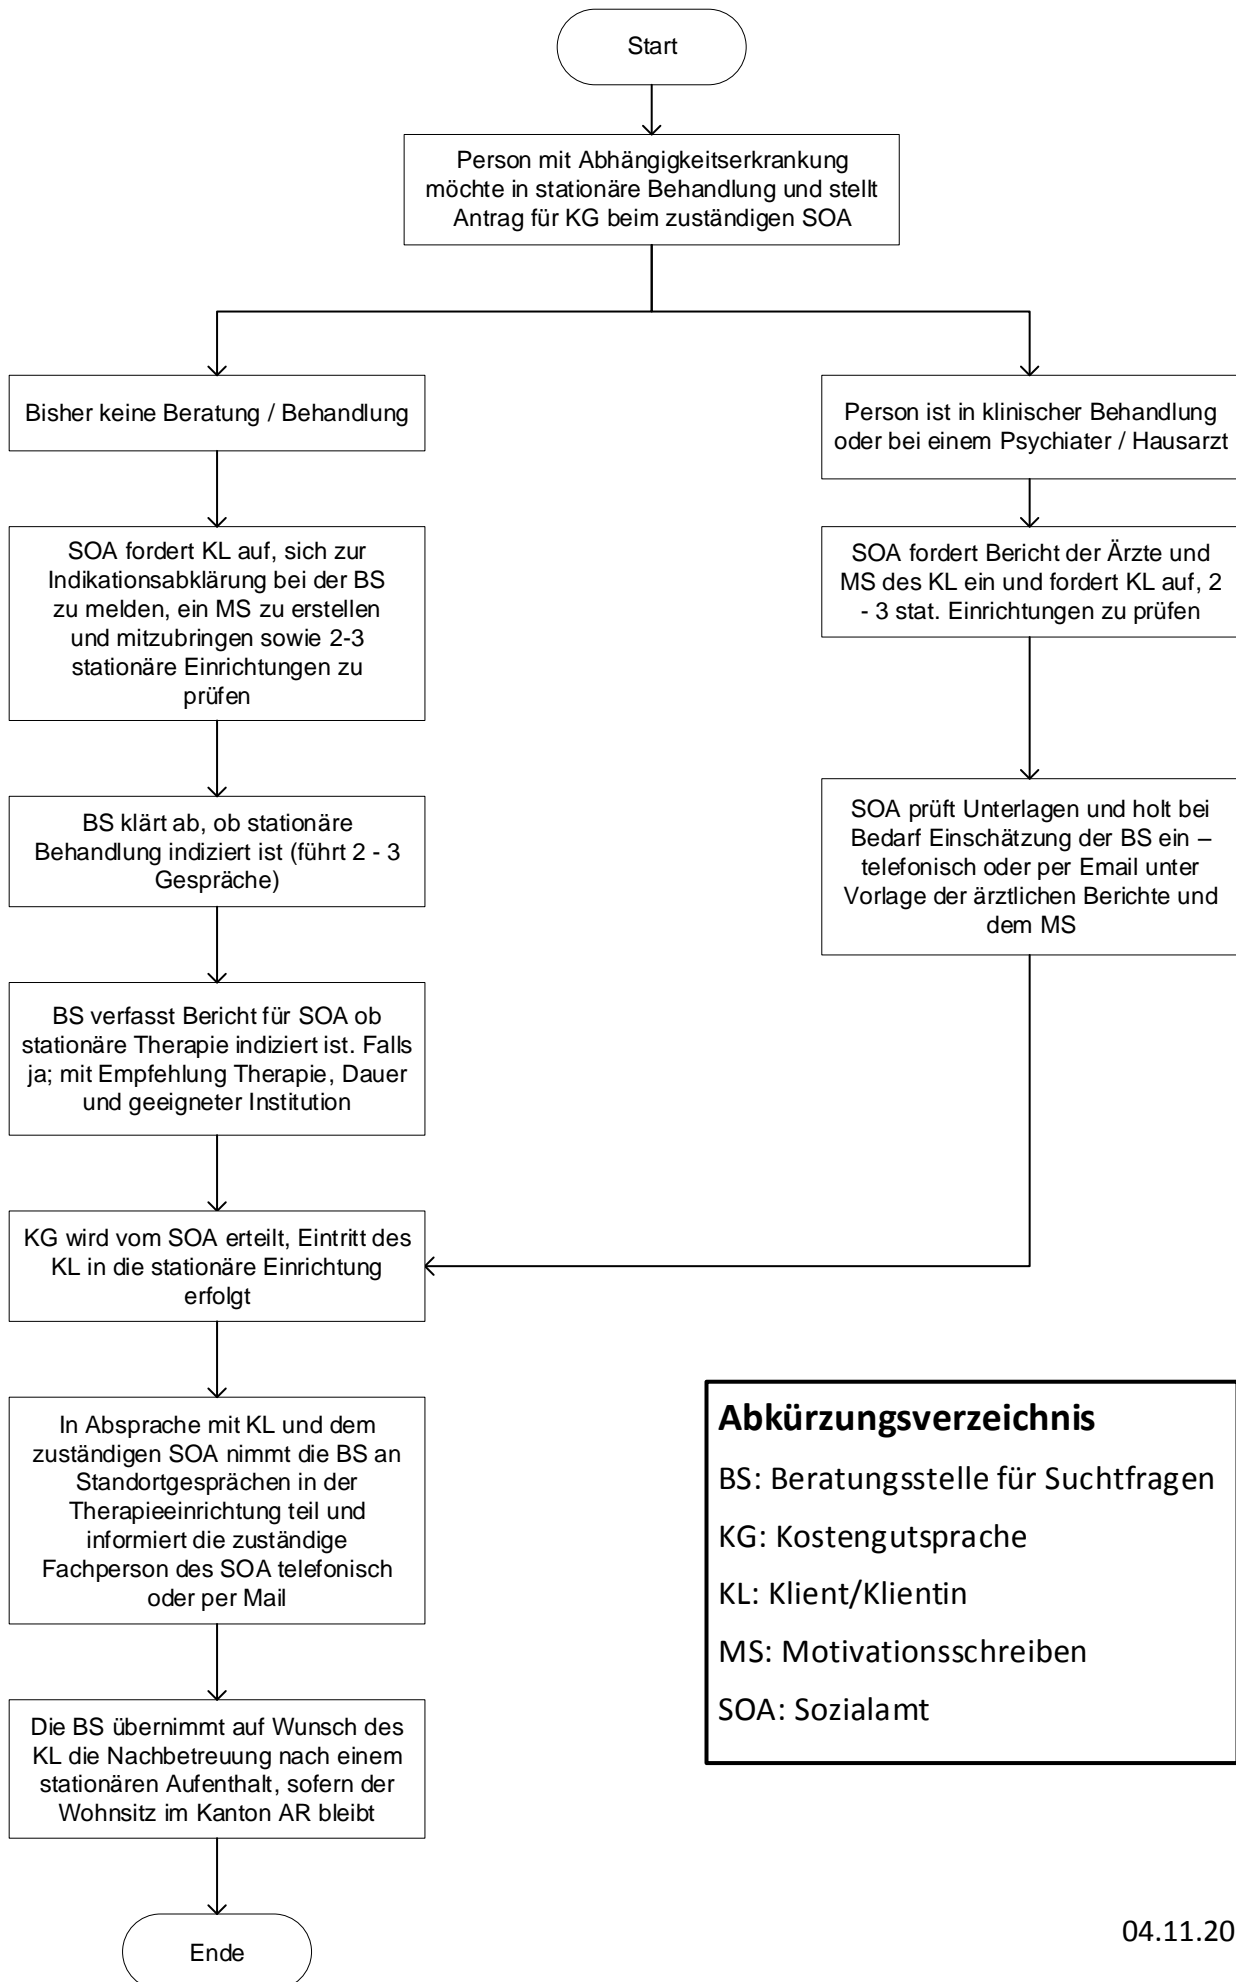 Start
Person mit Abhängigkeitserkrankung
möchte in stationäre Behandlung und stellt
Antrag für KG beim zuständigen SOA
Bisher keine Beratung / Behandlung
SOA fordert KL auf, sich zur
Indikationsabklärung bei der BS
zu melden, ein MS zu erstellen
und mitzubringen sowie 2-3
stationäre Einrichtungen zu
prüfen
BS klärt ab, ob stationäre
Behandlung indiziert ist (führt 2 - 3
Gespräche)
BS verfasst Bericht für SOA ob
stationäre Therapie indiziert ist. Falls
ja; mit Empfehlung Therapie, Dauer
und geeigneter Institution
Person ist in klinischer Behandlung
oder bei einem Psychiater / Hausarzt
SOA fordert Bericht der Ärzte und
MS des KL ein und fordert KL auf, 2
- 3 stat. Einrichtungen zu prüfen
SOA prüft Unterlagen und holt bei
Bedarf Einschätzung der BS ein –
telefonisch oder per Email unter
Vorlage der ärztlichen Berichte und
dem MS
KG wird vom SOA erteilt, Eintritt des
KL in die stationäre Einrichtung
erfolgt
In Absprache mit KL und dem
zuständigen SOA nimmt die BS an
Standortgesprächen in der
Therapieeinrichtung teil und
informiert die zuständige
Fachperson des SOA telefonisch
oder per Mail
Die BS übernimmt auf Wunsch des
KL die Nachbetreuung nach einem
stationären Aufenthalt, sofern der
Wohnsitz im Kanton AR bleibt
Ende
Abkürzungsverzeichnis
BS: Beratungsstelle für Suchtfragen
KG: Kostengutsprache
KL: Klient/Klientin
MS: Motivationsschreiben
SOA: Sozialamt
04.11.20